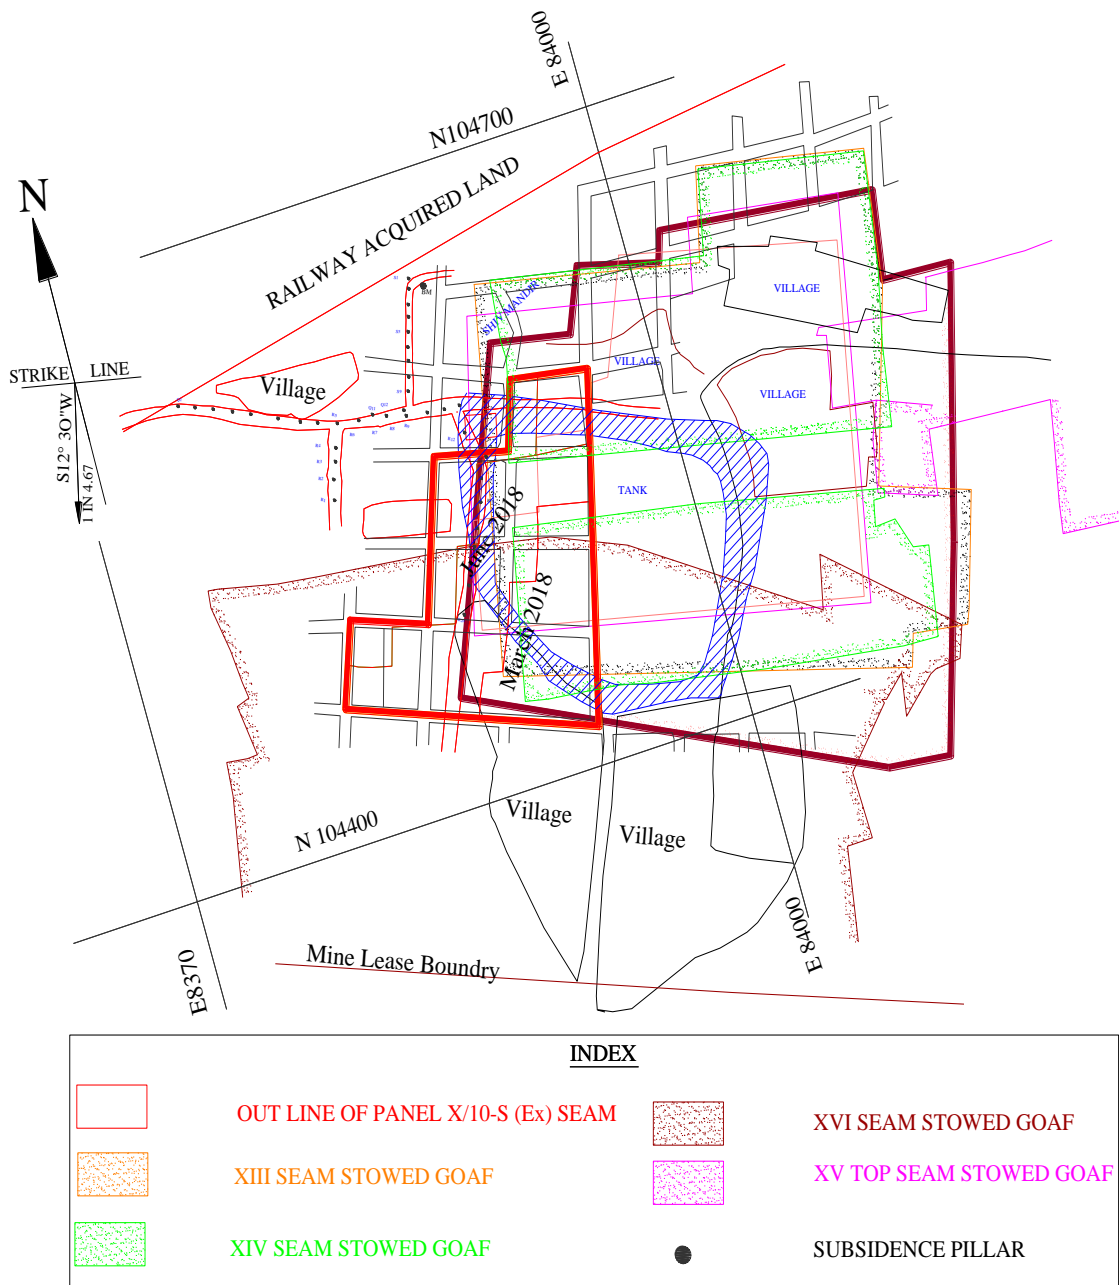 E 84000
N104700
N
RAILWAY ACQUIRED LAND
BM
SHIV MANDIR
VILLAGE
STRIKE LINE
Village
VILLAGE
VILLAGE
S12° 3O"W
1 IN 4.67
TANK
June 2018
March 2018
N 104400
Village
Village
E 84000
E8370
Mine Lease Boundry
INDEX
OUT LINE OF PANEL X/10-S (Ex) SEAM
XVI SEAM STOWED GOAF
XIII SEAM STOWED GOAF
XV TOP SEAM STOWED GOAF
XIV SEAM STOWED GOAF
SUBSIDENCE PILLAR